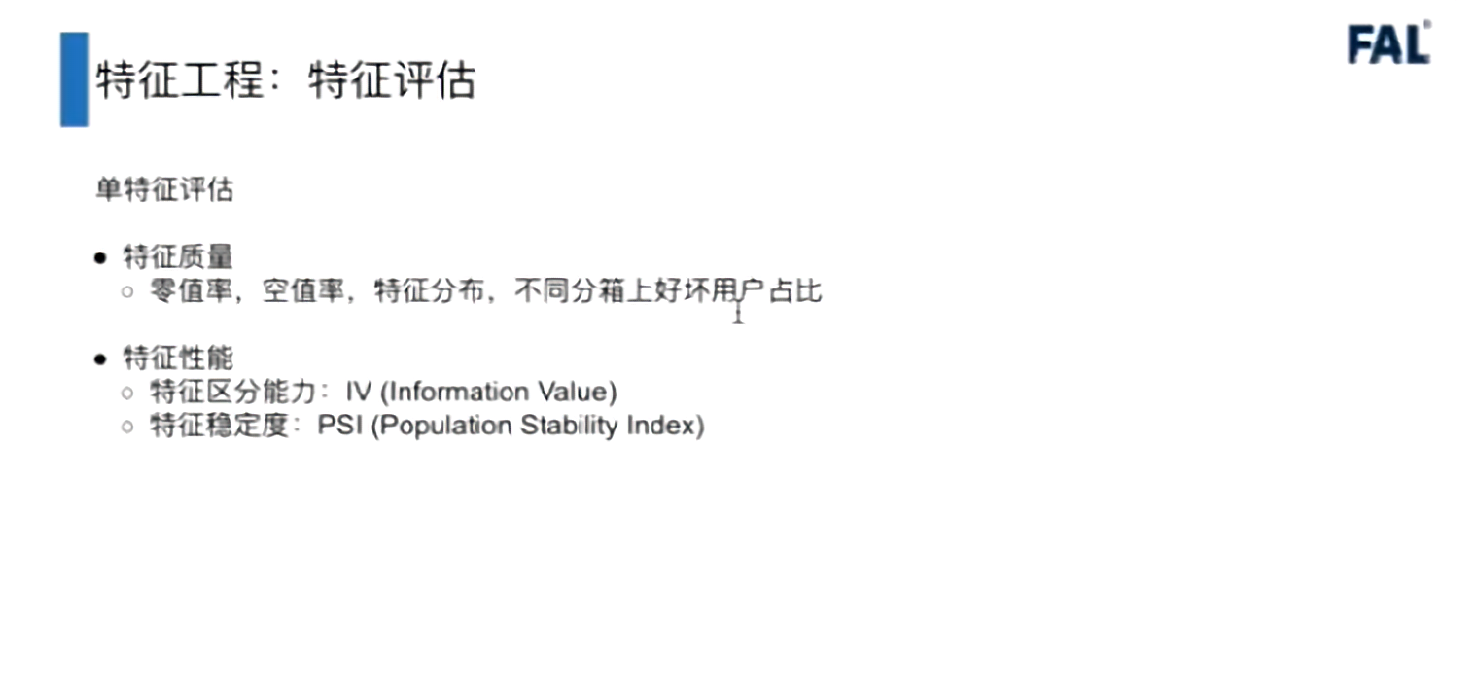 FAL
特征工程：特征评估
单特征评估
● 特征质量
○ 零值率，空值率，特征分布，不同分箱上好坏用户占比
● 特征性能
○ 特征区分能力：IV (Information Value)
○ 特征稳定度：PSI (Population Stability Index)